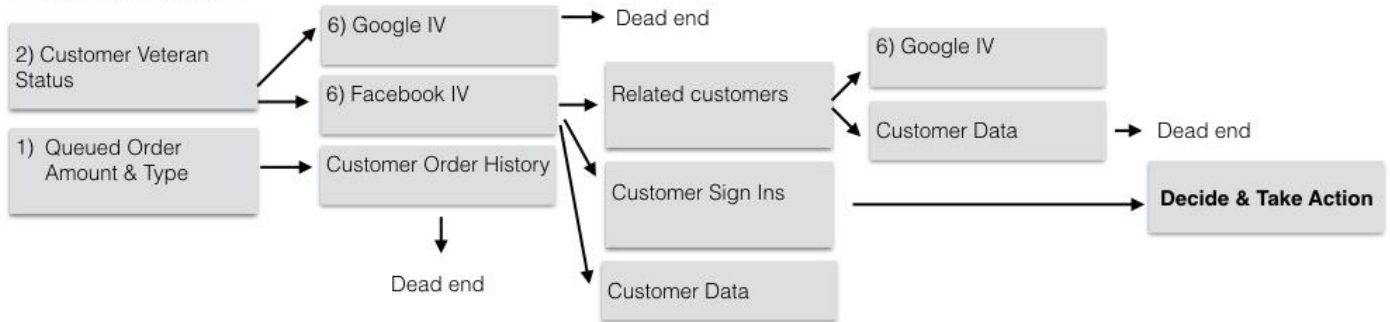 6) Google IV
Dead end
2) Customer Veteran
Status
6) Google IV
6) Facebook IV
Related customers
Customer Data
Dead end
1) Queued Order
Amount & Type
Customer Order History
Customer Sign Ins
Decide & Take Action
Dead end
Customer Data